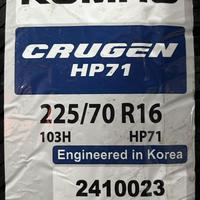 KUMHO
CRUGEN
HP71
225/70 R16
103H HP71
Engineered in Korea
2410023